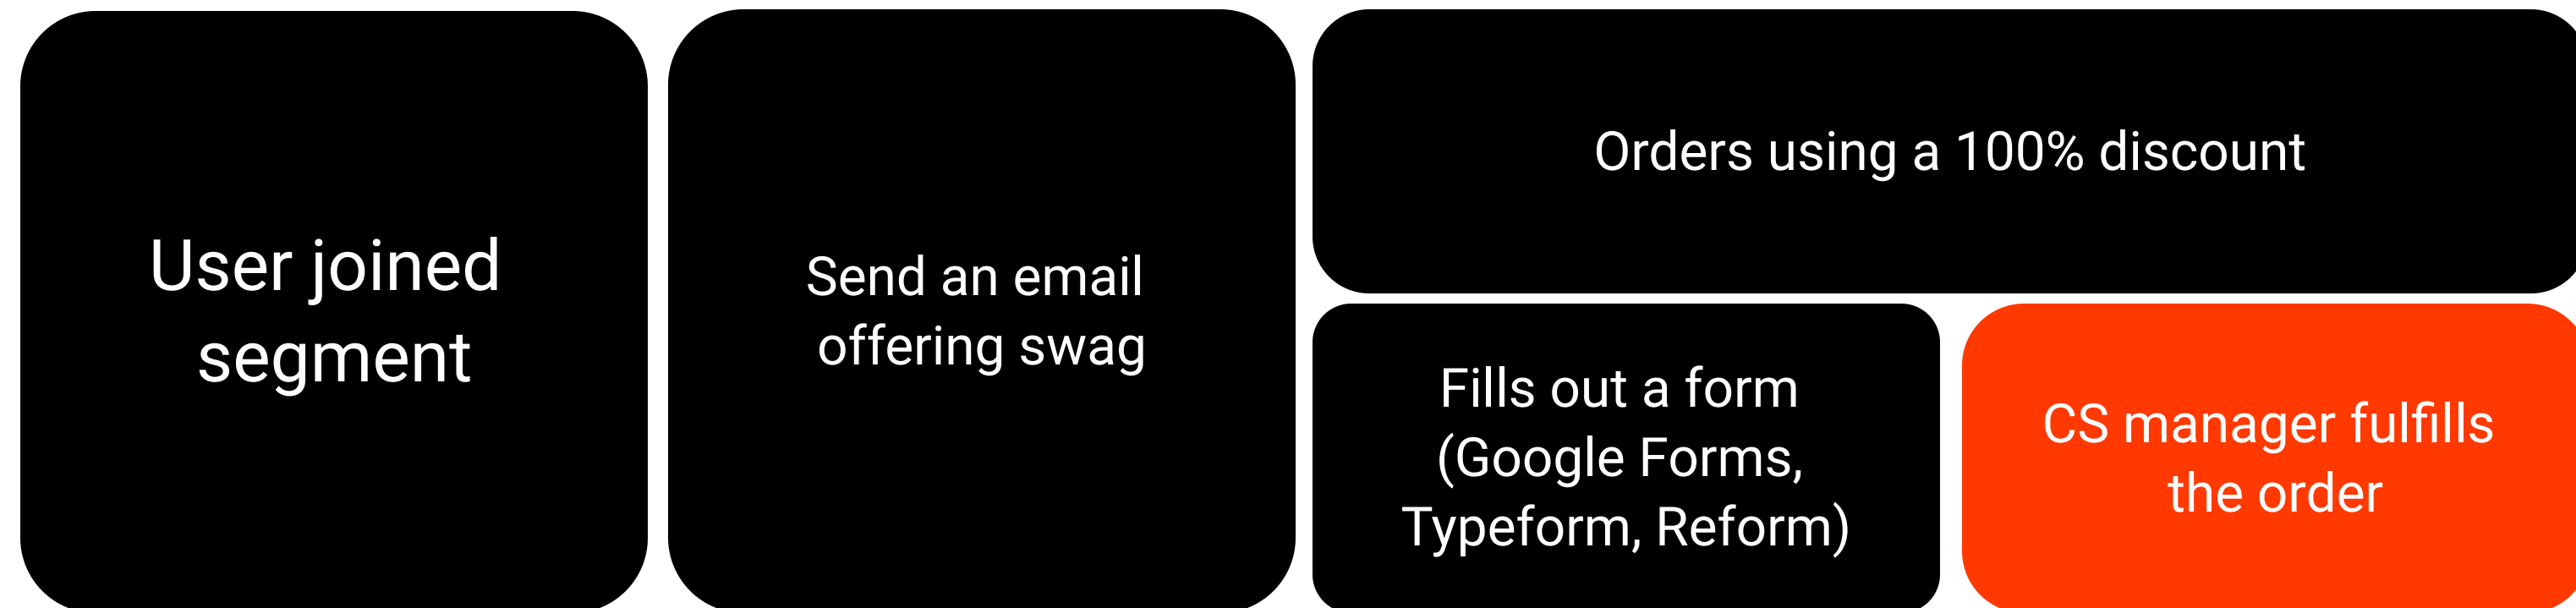 User joined
segment
Send an email
offering swag
Orders using a 100% discount
Fills out a form
(Google Forms,
Typeform, Reform)
CS manager fulfills
the order